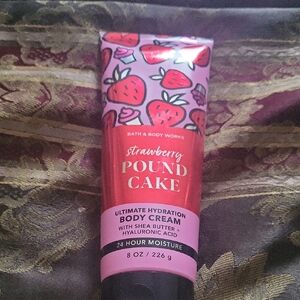 BATH & BODY WORKS
strawberry
POUND
CAKE
ULTIMATE HYDRATION
BODY CREAM
WITH SHEA BUTTER +
HYALURONIC ACID
24 HOUR MOISTURE
8 OZ / 226 g